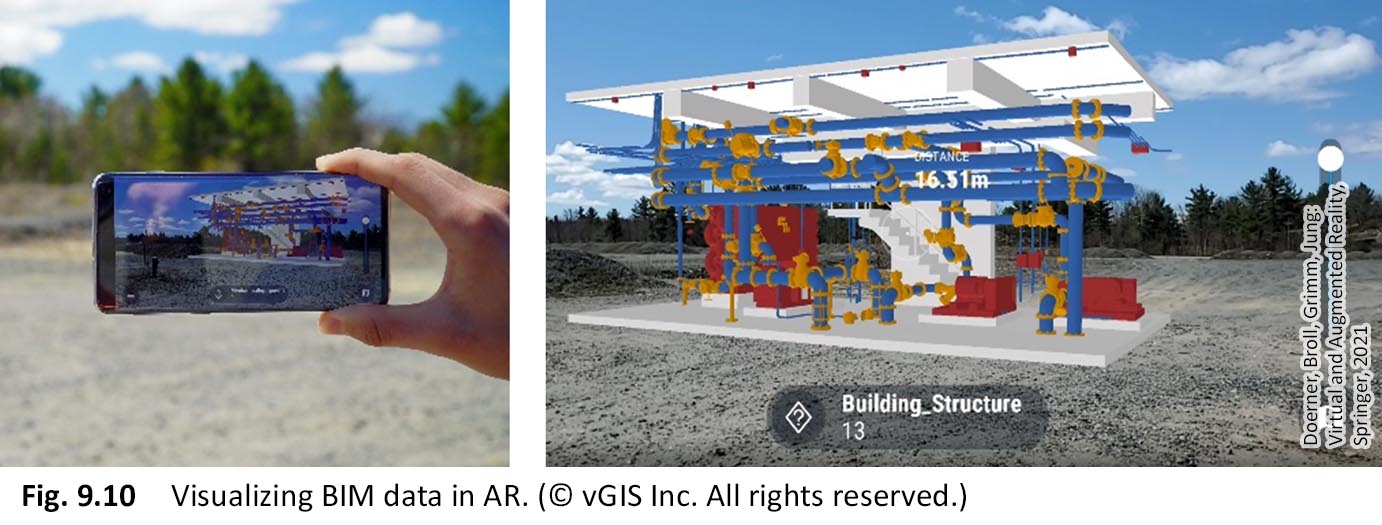 DISTANCE
16.51m
Building_Structure
13
Doerner, Broll, Grimm, Jung:
Virtual and Augmented Reality,
Springer, 2021
Fig. 9.10 Visualizing BIM data in AR. (© vGIS Inc. All rights reserved.)